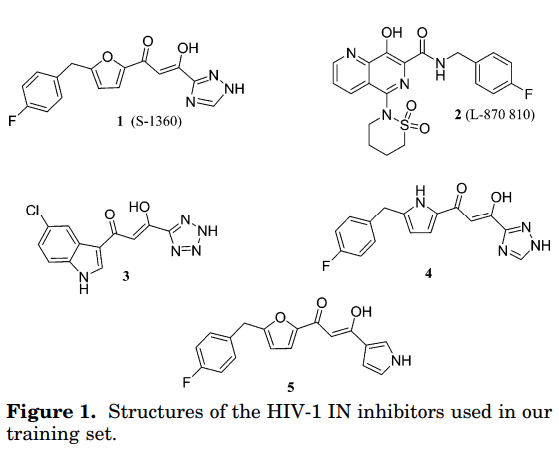 O
O
OH
N
NH
N
F
1 (S-1360)
OH
O
N
N
H
N
N
S
O
O
F
2 (L-870 810)
Cl
O
HO
N
N
NH
N=N
N
H
3
H
N
O
OH
N
NH
N
F
4
O
O
OH
NH
F
5
Figure 1. Structures of the HIV-1 IN inhibitors used in our
training set.